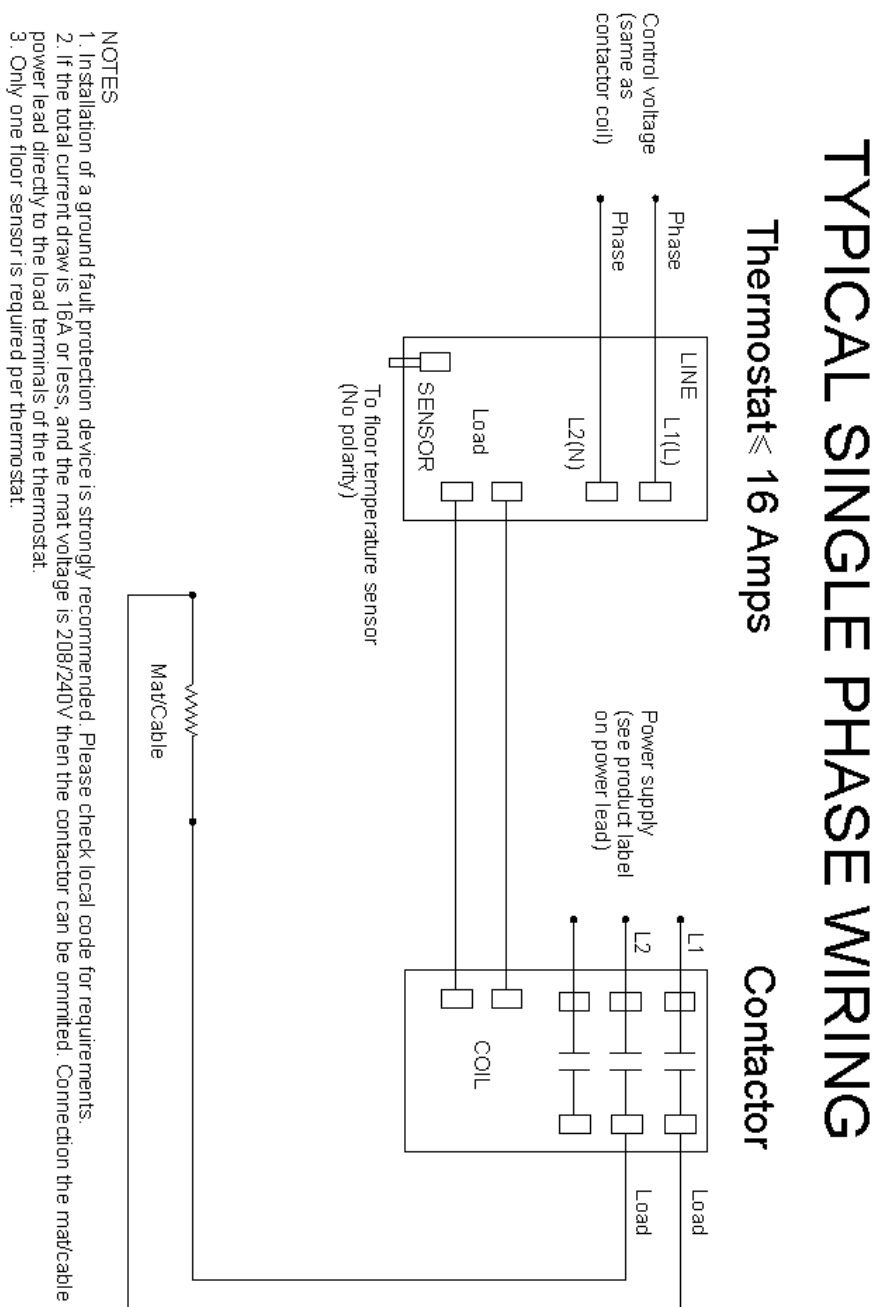 TYPICAL SINGLE PHASE WIRING
Thermostat< 16 Amps
Contactor
Control voltage
(same as
contactor coil)
Phase
Phase
LINE
L1(L)
L2(N)
Load
SENSOR
To floor temperature sensor
(No polarity)
Power supply
(see product label
on power lead)
L1
L2
COIL
Load
Load
Mat/Cable
NOTES
1. Installation of a ground fault protection device is strongly recommended. Please check local code for requirements.
2. If the total current draw is 16A or less, and the mat voltage is 208/240V then the contactor can be ommited. Connection the mat/cable
power lead directly to the load terminals of the thermostat.
3. Only one floor sensor is required per thermostat.